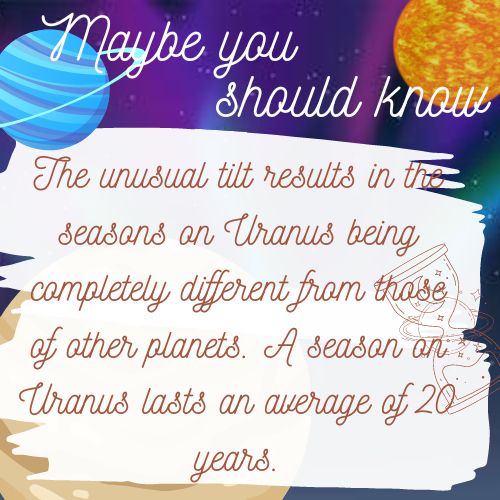 Maybe you
should know
The unusual tilt results in the
seasons on Uranus being
completely different from those
of other planets. A season on
Uranus lasts an average of 20
years.